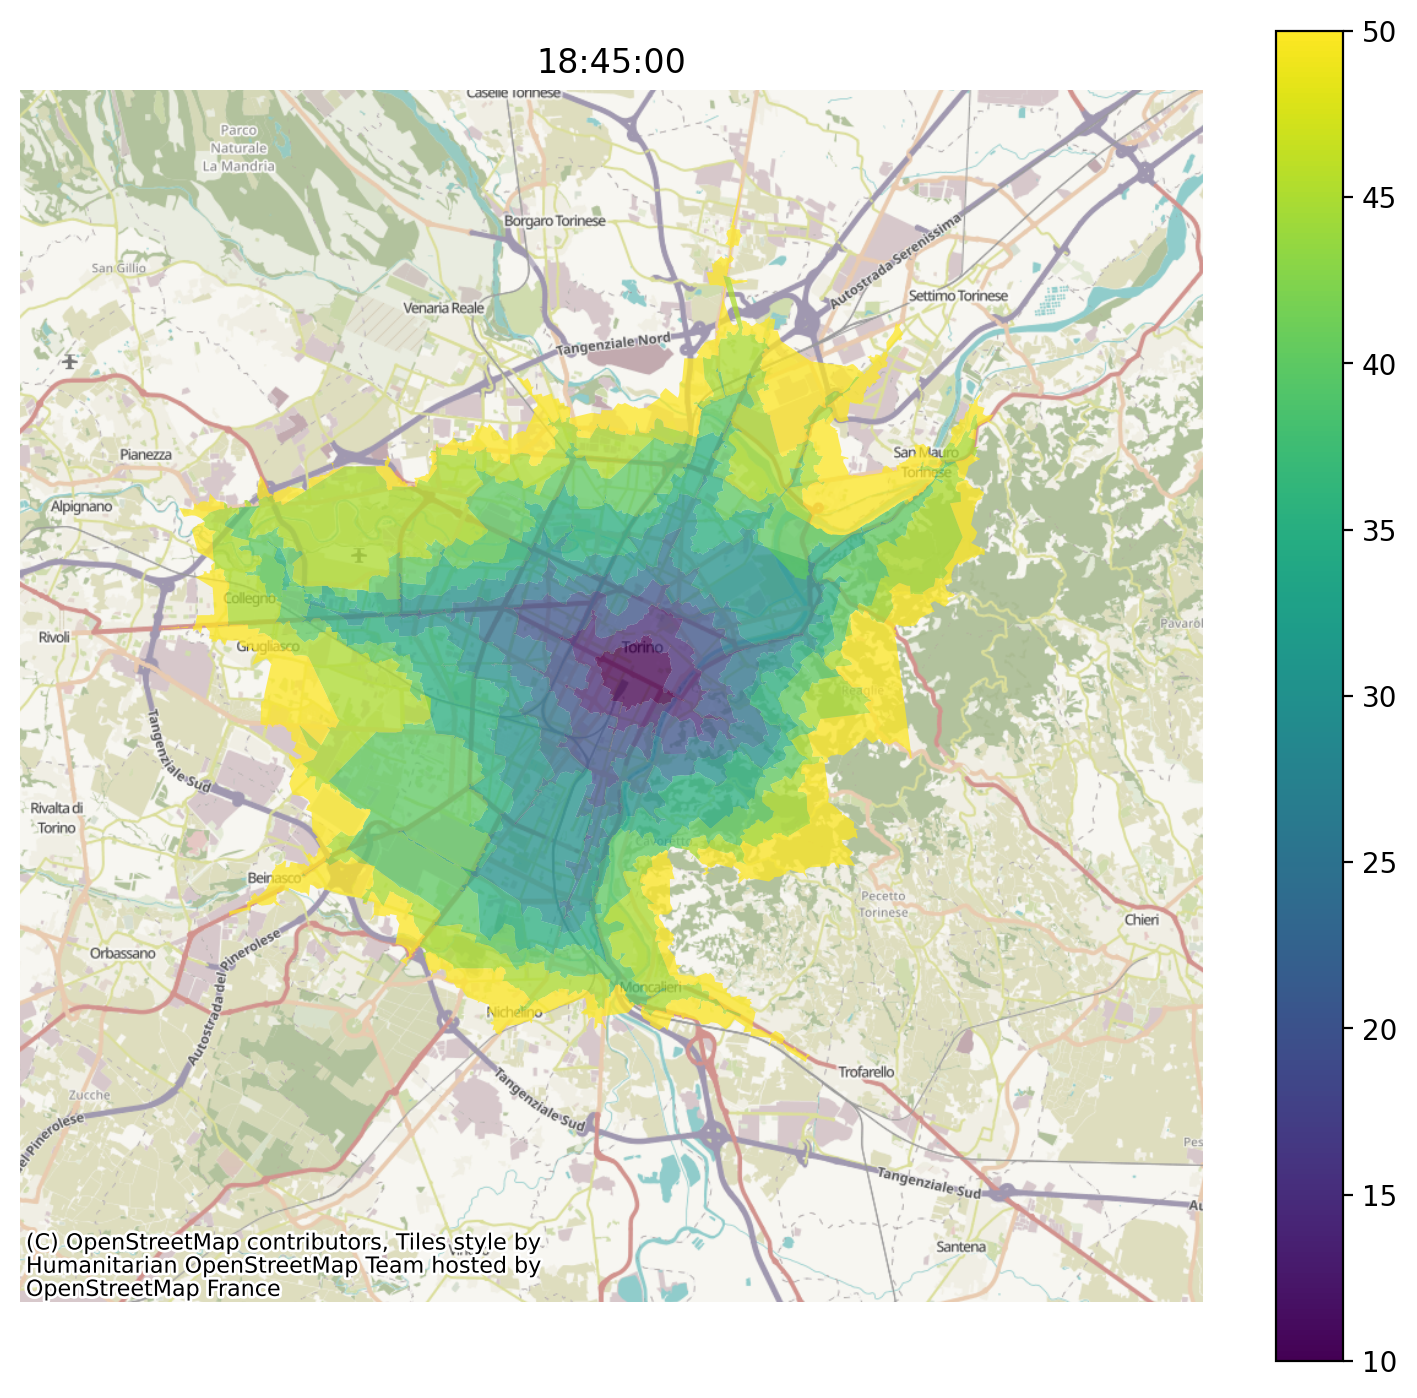 18:45:00
50
Caselle Torinese
Parco
Naturale
La Mandria
45
Borgaro Torinese
Autostrada Serenissima
San Gillio
Settimo Torinese
Venaria Reale
Tangenziale Nord
40
Pianezza
San Mauro
Torinese
Alpignano
35
Collegno
Rivoli
Grugliasco
Torino
Reaglie
30
Tangenziale Sud
Rivalta di
Torino
Cavoretto
25
Beinasco
Pecetto
Torinese
Chieri
Orbassano
Autostrada del Pinerolese
Moncalieri
Nichelino
20
Trofarello
Zucche
Tangenziale Sud
el Pinerolese
Pes
15
Tangenziale Sud
Au
Santena
(C) OpenStreetMap contributors, Tiles style by
Humanitarian OpenStreetMap Team hosted by
OpenStreetMap France
10